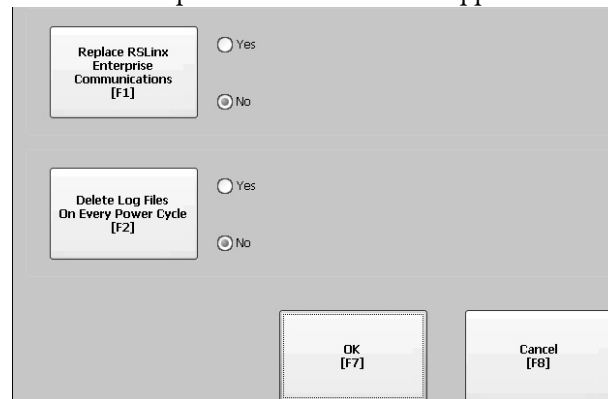 Replace RSLinx
Enterprise
Communications
[F1]
Yes
No
Delete Log Files
On Every Power Cycle
[F2]
Yes
No
OK
[F7]
Cancel
[F8]